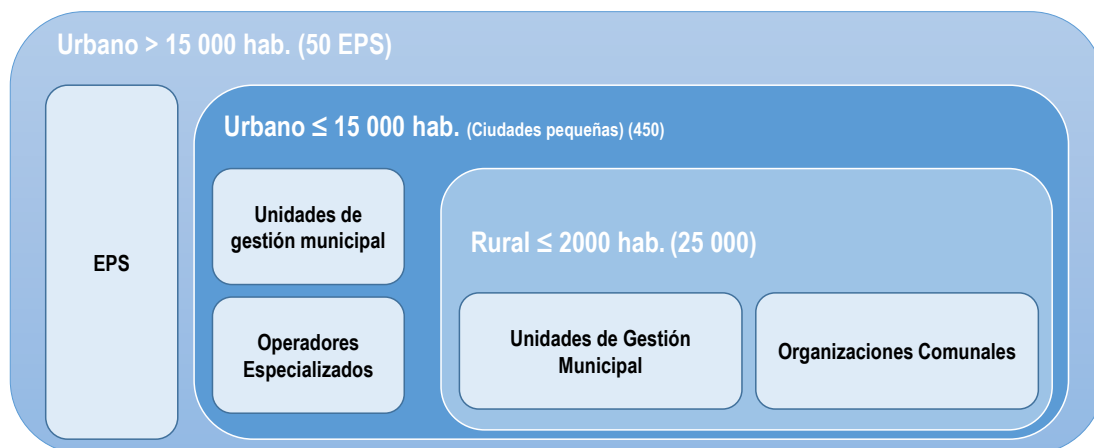 Urbano > 15 000 hab. (50 EPS)
EPS
Urbano ≤ 15 000 hab. (Ciudades pequeñas) (450)
Unidades de
gestión municipal
Operadores
Especializados
Rural ≤ 2000 hab. (25 000)
Unidades de Gestión
Municipal
Organizaciones Comunales